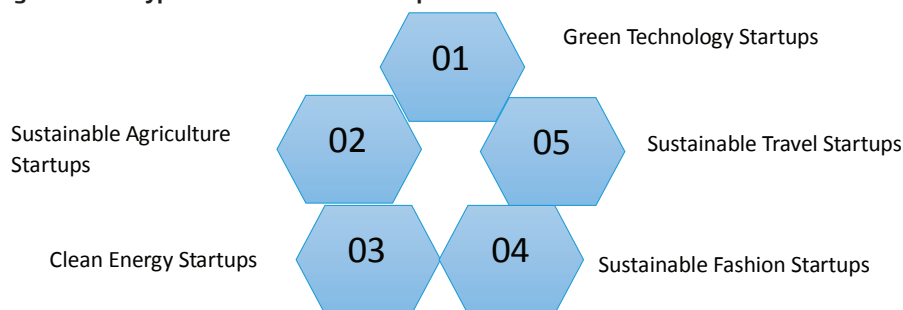 01
Green Technology Startups
02
Sustainable Agriculture
Startups
05
Sustainable Travel Startups
03
Clean Energy Startups
04
Sustainable Fashion Startups